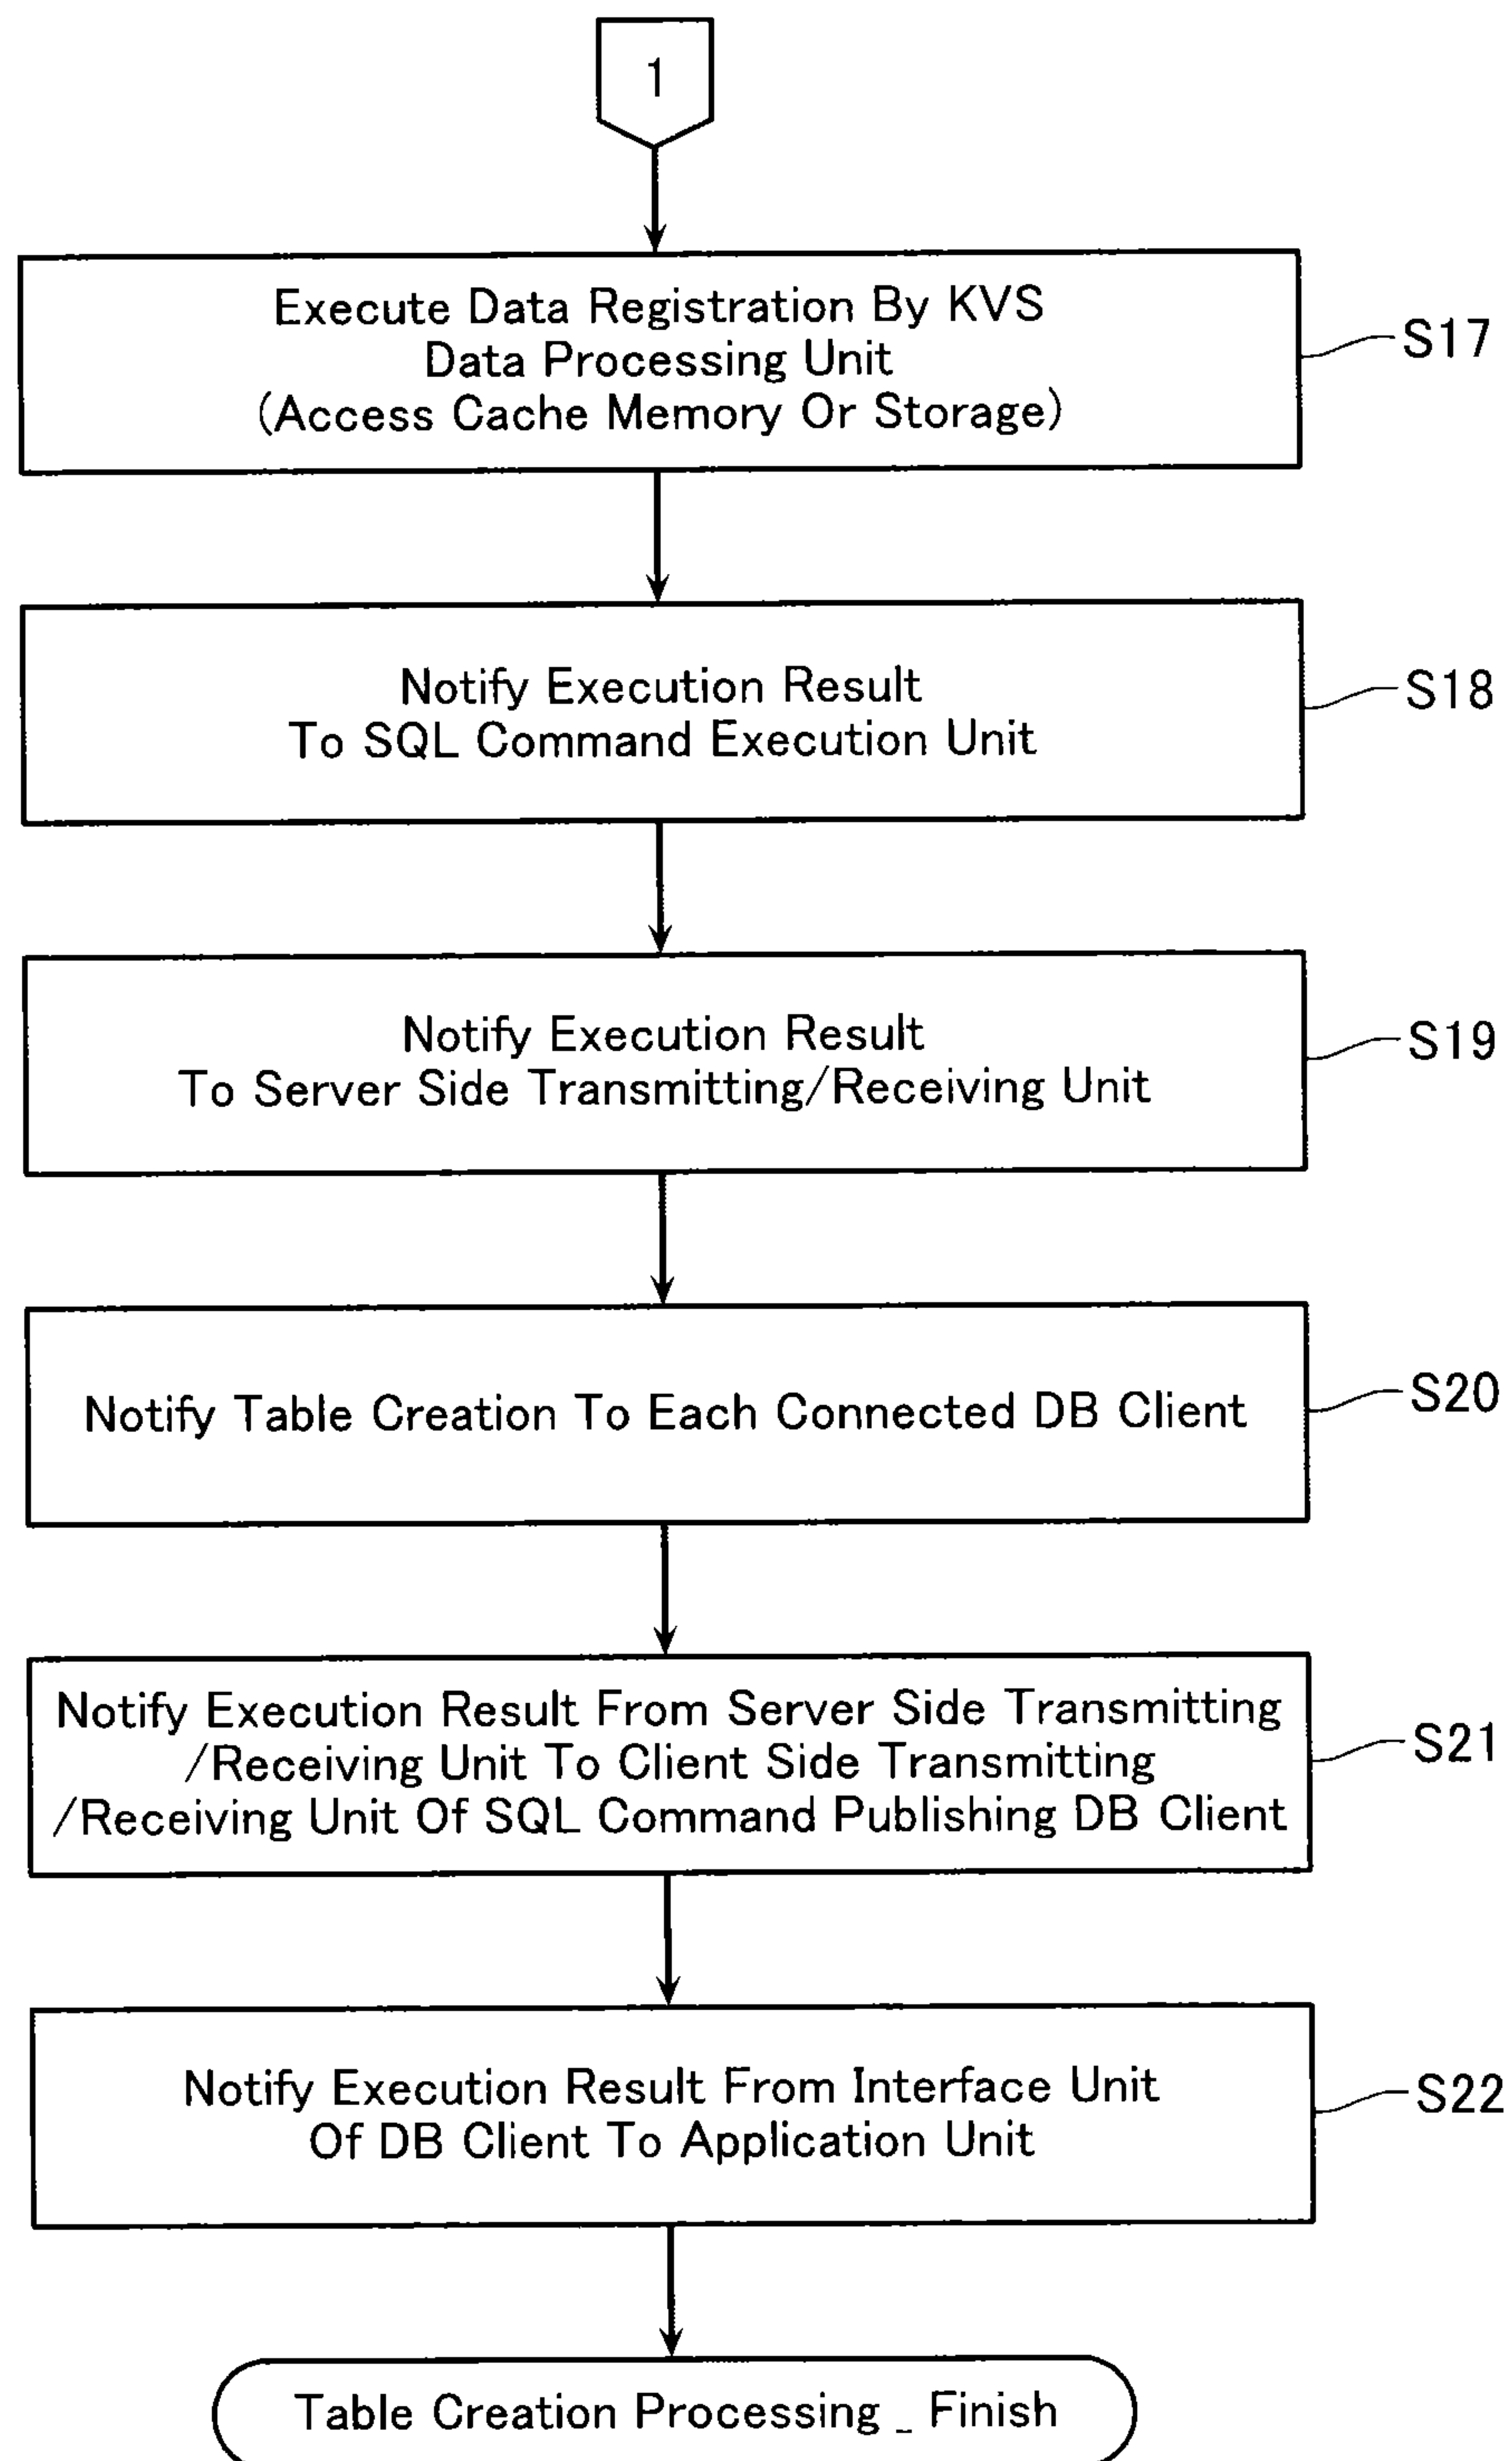 1
Execute Data Registration By KVS
Data Processing Unit
(Access Cache Memory Or Storage)
S17
Notify Execution Result
To SQL Command Execution Unit
S18
Notify Execution Result
To Server Side Transmitting/Receiving Unit
S19
Notify Table Creation To Each Connected DB Client
S20
Notify Execution Result From Server Side Transmitting
/Receiving Unit To Client Side Transmitting
/Receiving Unit Of SQL Command Publishing DB Client
S21
Notify Execution Result From Interface Unit
Of DB Client To Application Unit
S22
Table Creation Processing _ Finish